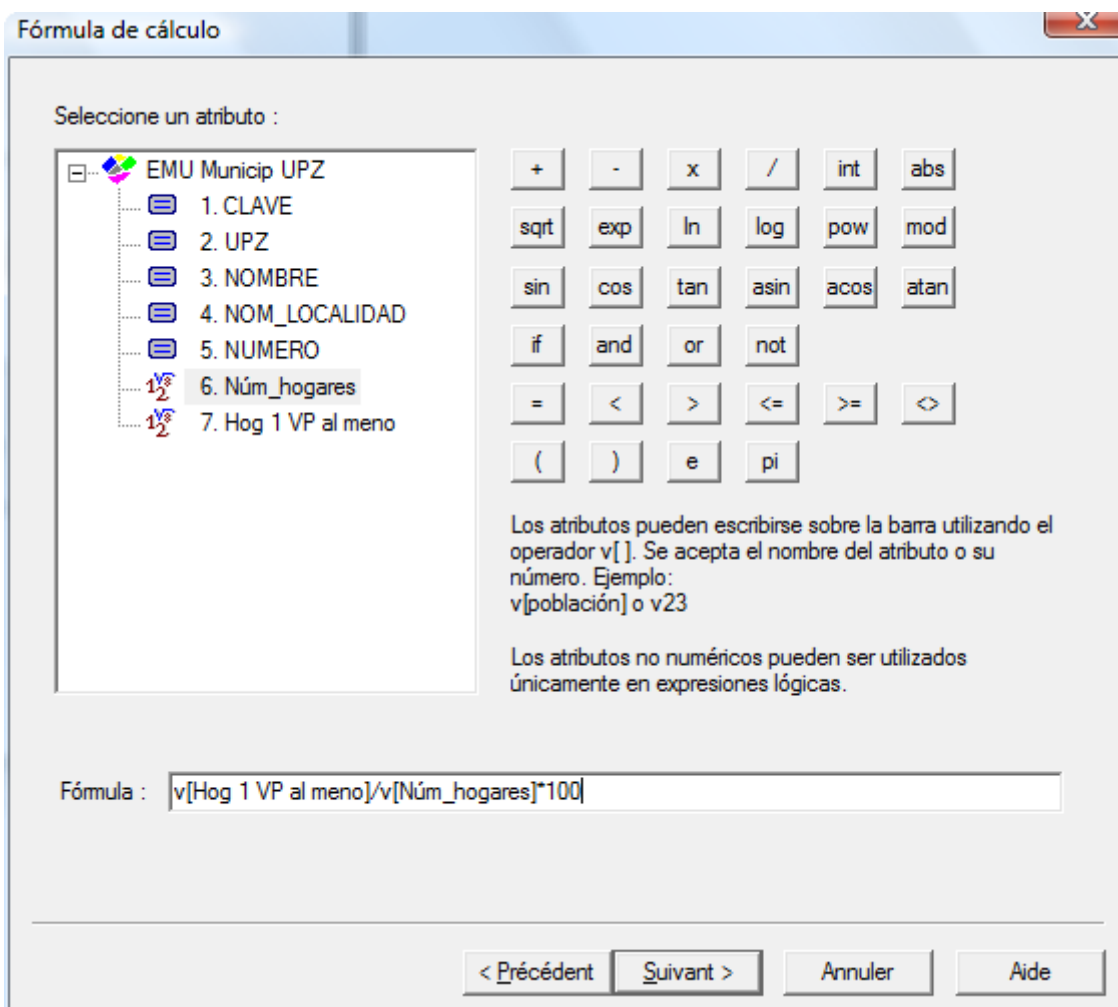 Fórmula de cálculo
X
Seleccione un atributo :
EMU Municip UPZ
1. CLAVE
2. UPZ
3. NOMBRE
4. NOM_LOCALIDAD
5. NUMERO
6. Núm_hogares
7. Hog 1 VP al meno
+ - x / int abs
sqrt exp ln log pow mod
sin cos tan asin acos atan
if and or not
= < > <= >= <>
( ) e pi
Los atributos pueden escribirse sobre la barra utilizando el
operador v[ ]. Se acepta el nombre del atributo o su
número. Ejemplo:
v[población] o v23
Los atributos no numéricos pueden ser utilizados
únicamente en expresiones lógicas.
Fórmula : v[Hog 1 VP al meno]/v[Núm_hogares]*100
< Précédent Suivant > Annuler Aide